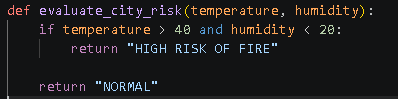 def evaluate_city_risk(temperature, humidity):
    if temperature > 40 and humidity < 20:
        return "HIGH RISK OF FIRE"

    return "NORMAL"